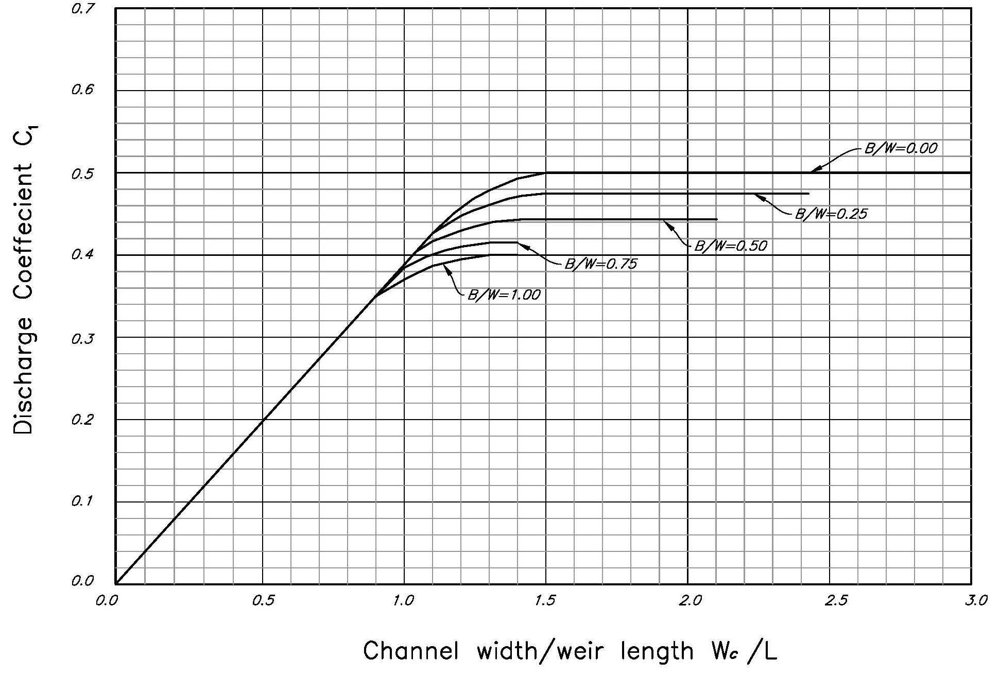 0.7
0.6
0.5
0.4
0.3
0.2
0.1
0.0
Discharge Coeffecient C₁
B/W=0.00
B/W=0.25
B/W=0.50
B/W=0.75
B/W=1.00
0.0 0.5 1.0 1.5 2.0 2.5 3.0
Channel width/weir length Wc /L